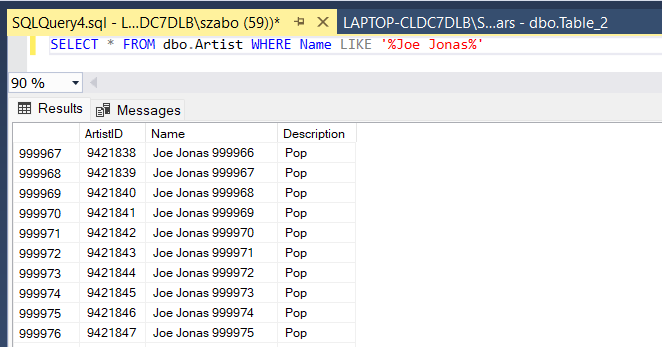 SQLQuery4.sql - L...DC7DLB\szabo (59))* LAPTOP-CLDC7DLB\S...ars - dbo.Table_2
SELECT * FROM dbo.Artist WHERE Name LIKE '%Joe Jonas%'
90 %
Results Messages
ArtistID Name Description
999967 9421838 Joe Jonas 999966 Pop
999968 9421839 Joe Jonas 999967 Pop
999969 9421840 Joe Jonas 999968 Pop
999970 9421841 Joe Jonas 999969 Pop
999971 9421842 Joe Jonas 999970 Pop
999972 9421843 Joe Jonas 999971 Pop
999973 9421844 Joe Jonas 999972 Pop
999974 9421845 Joe Jonas 999973 Pop
999975 9421846 Joe Jonas 999974 Pop
999976 9421847 Joe Jonas 999975 Pop